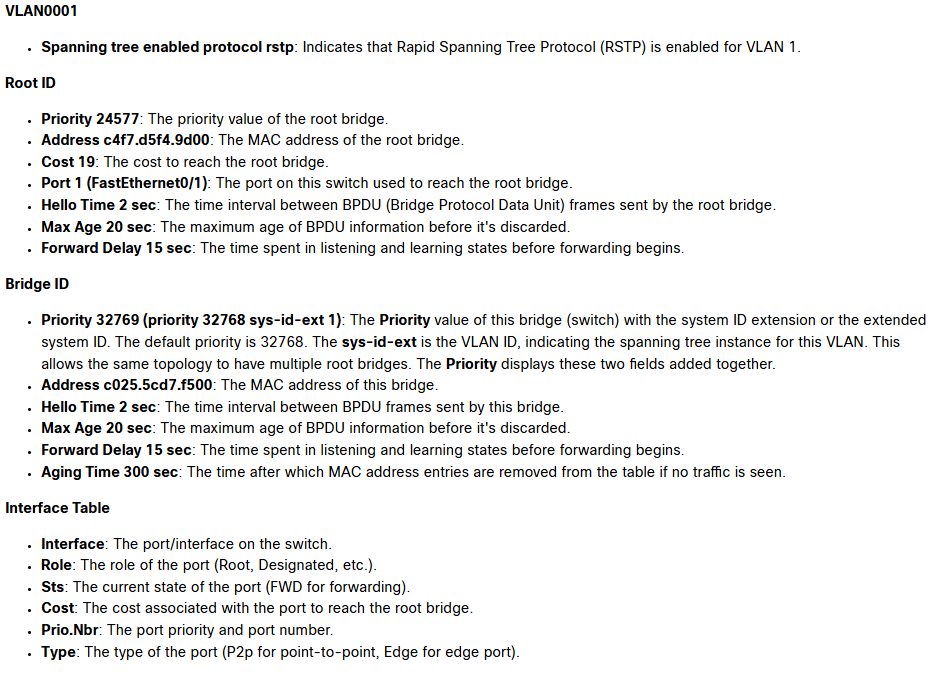 VLAN0001
• Spanning tree enabled protocol rstp: Indicates that Rapid Spanning Tree Protocol (RSTP) is enabled for VLAN 1.
Root ID
• Priority 24577: The priority value of the root bridge.
• Address c4f7.d5f4.9d00: The MAC address of the root bridge.
• Cost 19: The cost to reach the root bridge.
• Port 1 (FastEthernet0/1): The port on this switch used to reach the root bridge.
• Hello Time 2 sec: The time interval between BPDU (Bridge Protocol Data Unit) frames sent by the root bridge.
• Max Age 20 sec: The maximum age of BPDU information before it's discarded.
• Forward Delay 15 sec: The time spent in listening and learning states before forwarding begins.
Bridge ID
• Priority 32769 (priority 32768 sys-id-ext 1): The Priority value of this bridge (switch) with the system ID extension or the extended
system ID. The default priority is 32768. The sys-id-ext is the VLAN ID, indicating the spanning tree instance for this VLAN. This
allows the same topology to have multiple root bridges. The Priority displays these two fields added together.
• Address c025.5cd7.f500: The MAC address of this bridge.
• Hello Time 2 sec: The time interval between BPDU frames sent by this bridge.
• Max Age 20 sec: The maximum age of BPDU information before it's discarded.
• Forward Delay 15 sec: The time spent in listening and learning states before forwarding begins.
• Aging Time 300 sec: The time after which MAC address entries are removed from the table if no traffic is seen.
Interface Table
• Interface: The port/interface on the switch.
• Role: The role of the port (Root, Designated, etc.).
• Sts: The current state of the port (FWD for forwarding).
• Cost: The cost associated with the port to reach the root bridge.
• Prio.Nbr: The port priority and port number.
• Type: The type of the port (P2p for point-to-point, Edge for edge port).